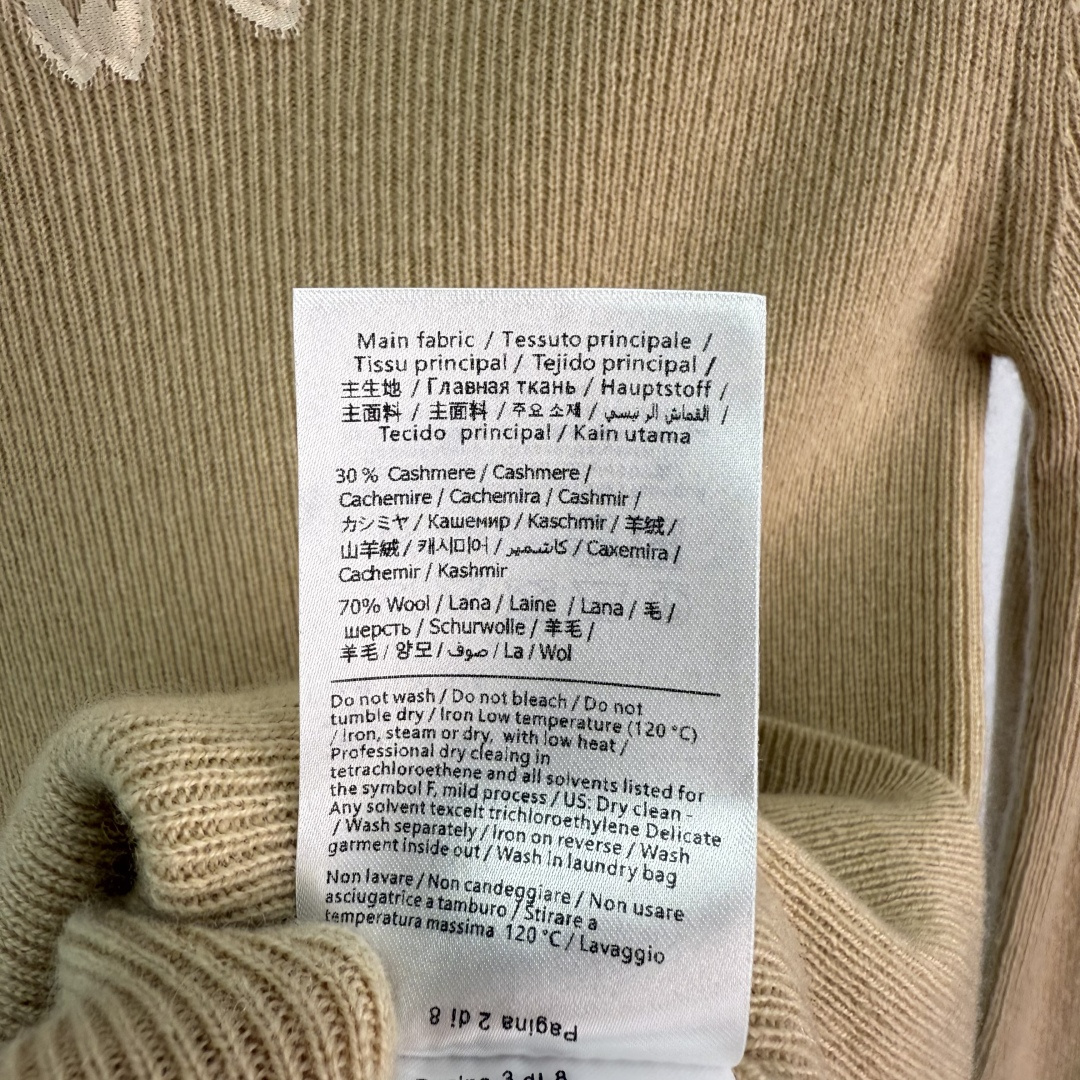 Main fabric / Tessuto principale /
Tissu principal / Tejido principal /
主生地 / Главная ткань / Hauptstoff /
主面料 / 主面料 / 주요 소재 / القماش الرئيسي /
Tecido principal / Kain utama
30 % Cashmere / Cashmere /
Cachemire / Cachemira / Cashmir /
カシミヤ / Кашемир / Kaschmir / 羊绒 /
山羊絨 / 캐시미어 / كاشمير / Caxemira /
Cachemir / Kashmir
70% Wool / Lana / Laine / Lana / 毛 /
шерсть / Schurwolle / 羊毛 /
羊毛 / 양모 / صوف / La / Wol
Do not wash / Do not bleach / Do not
tumble dry / Iron Low temperature (120 °C)
/ Iron, steam or dry, with low heat /
Professional dry clealng in
tetrachloroethene and all solvents listed for
the symbol F, mild process / US: Dry clean -
Any solvent texcelt trichloroethylene Delicate
/ Wash separately / Iron on reverse / Wash
garment inside out / Wash In laundry bag
Non lavare / Non candeggiare / Non usare
asciugatrice a tamburo / Stirare a
temperatura massima 120 °C / Lavaggio
Pagina 2 di 8
3 di 8